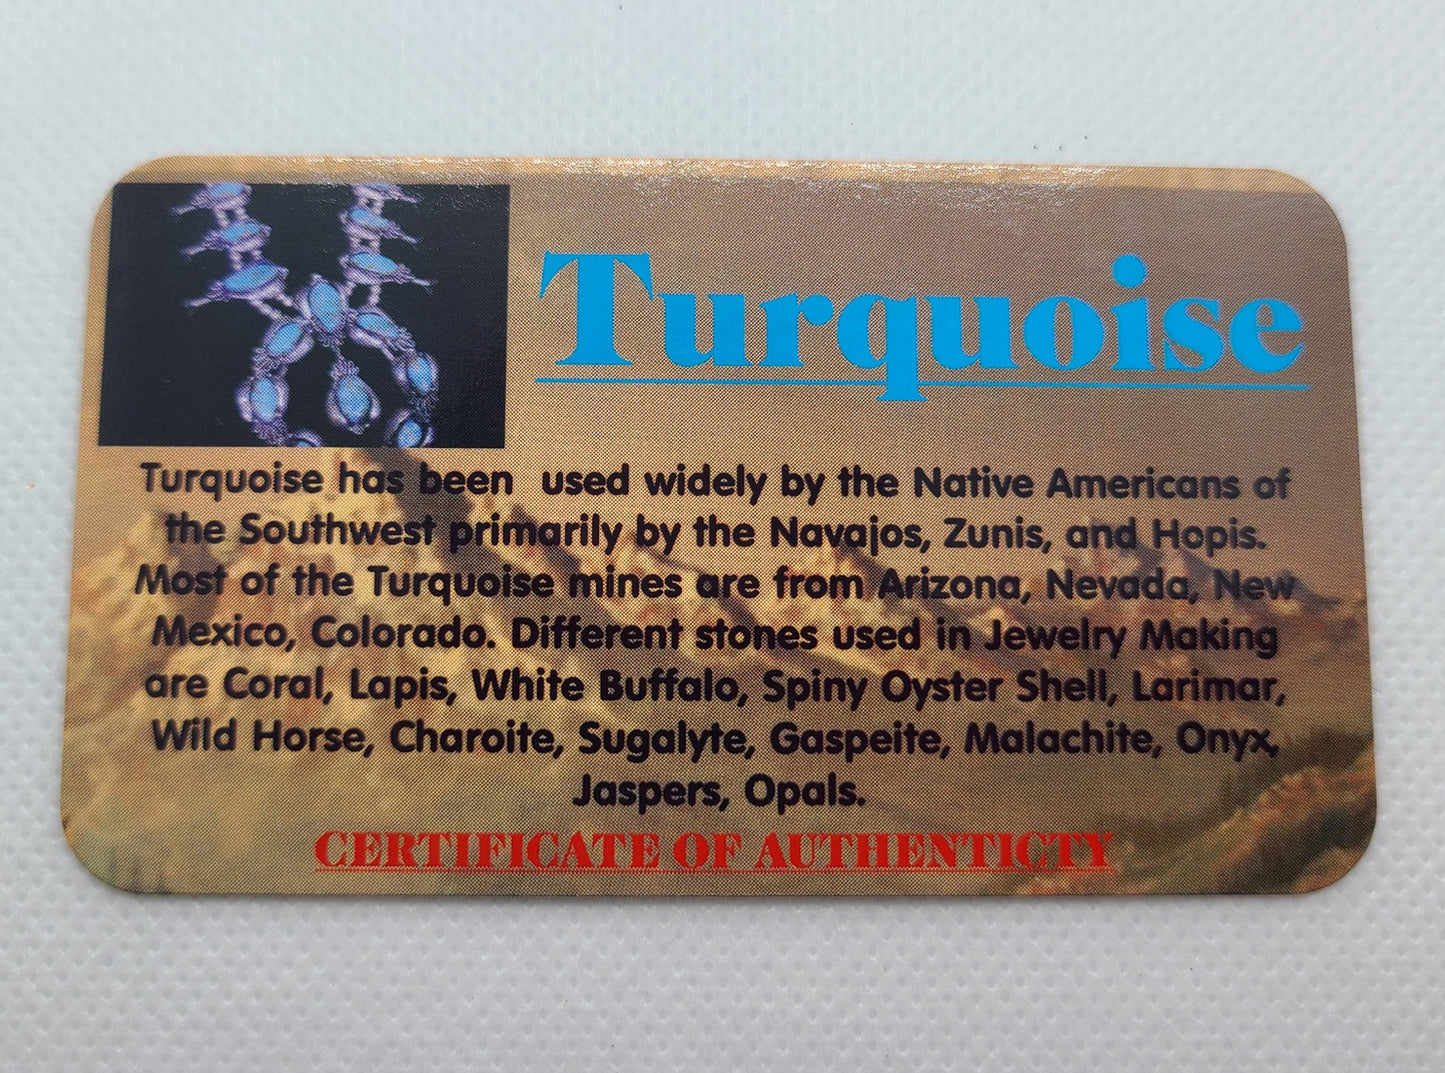 Turquoise
Turquoise has been used widely by the Native Americans of
the Southwest primarily by the Navajos, Zunis, and Hopis.
Most of the Turquoise mines are from Arizona, Nevada, New
Mexico, Colorado. Different stones used in Jewelry Making
are Coral, Lapis, White Buffalo, Spiny Oyster Shell, Larimar,
Wild Horse, Charoite, Sugalyte, Gaspeite, Malachite, Onyx,
Jaspers, Opals.
CERTIFICATE OF AUTHENTICTY